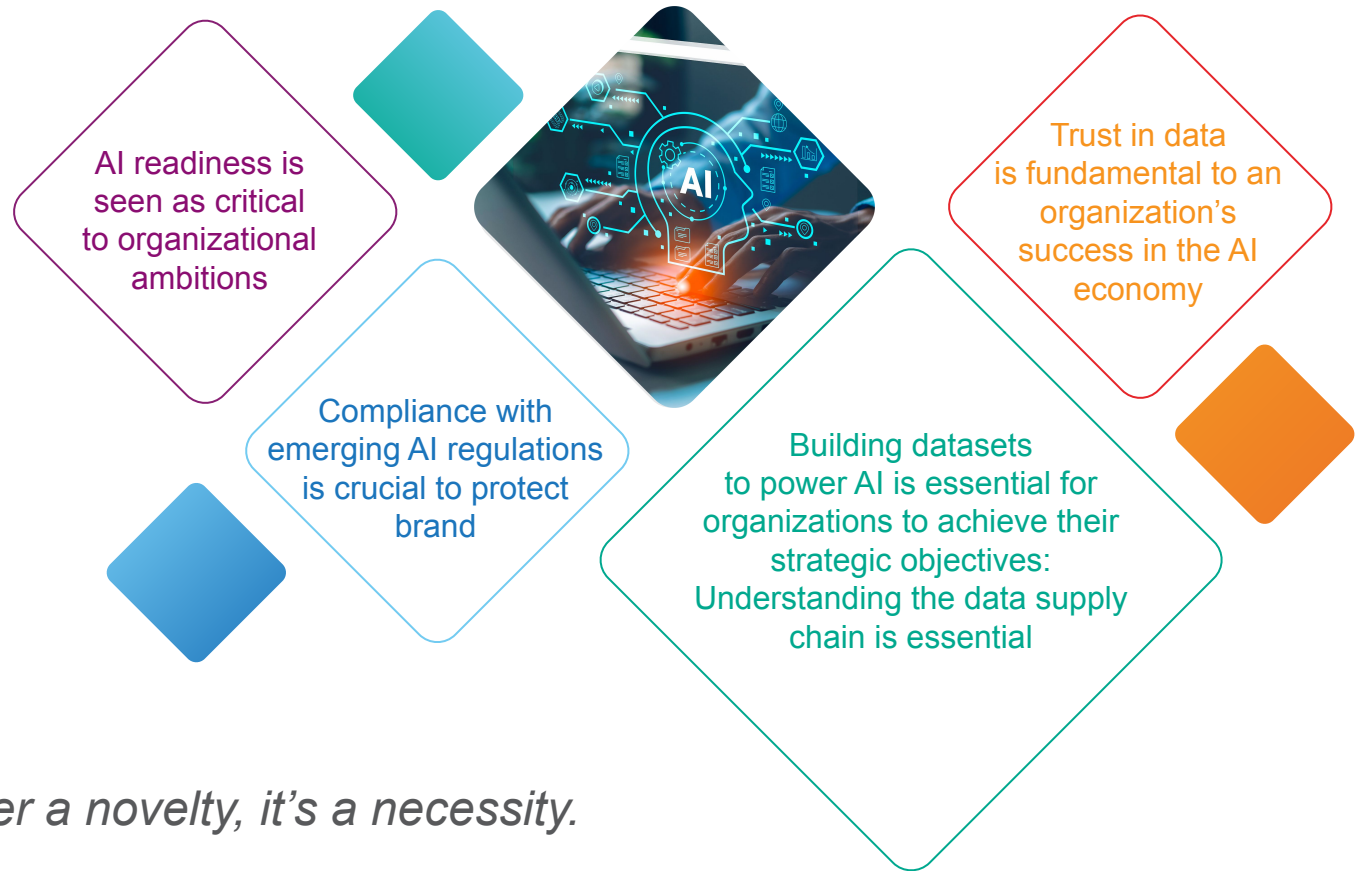 AI readiness is
seen as critical
to organizational
ambitions
AI
Trust in data
is fundamental to an
organization’s
success in the AI
economy
Compliance with
emerging AI regulations
is crucial to protect
brand
Building datasets
to power AI is essential for
organizations to achieve their
strategic objectives:
Understanding the data supply
chain is essential
er a novelty, it’s a necessity.